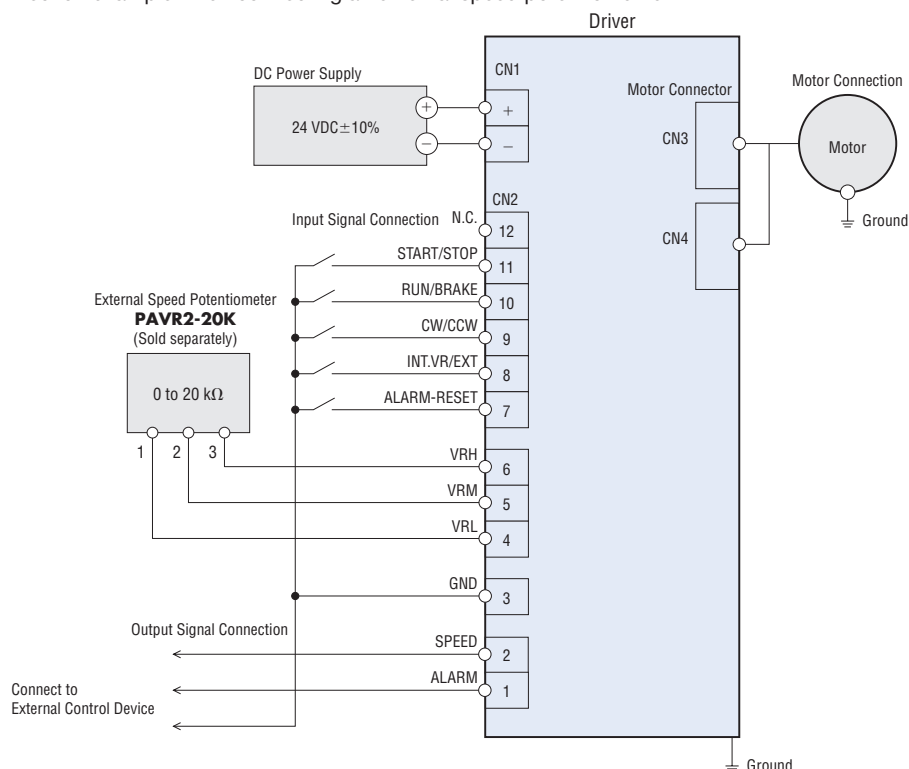 Driver
DC Power Supply
24 VDC±10%
+
−
CN1
+
−
Motor Connector
CN3
CN4
Motor Connection
Motor
Ground
CN2
Input Signal Connection
N.C. 12
START/STOP 11
RUN/BRAKE 10
CW/CCW 9
INT.VR/EXT 8
ALARM-RESET 7
External Speed Potentiometer
PAVR2-20K
(Sold separately)
0 to 20 kΩ
1 2 3
VRH 6
VRM 5
VRL 4
GND 3
Output Signal Connection
SPEED 2
ALARM 1
Connect to
External Control Device
Ground